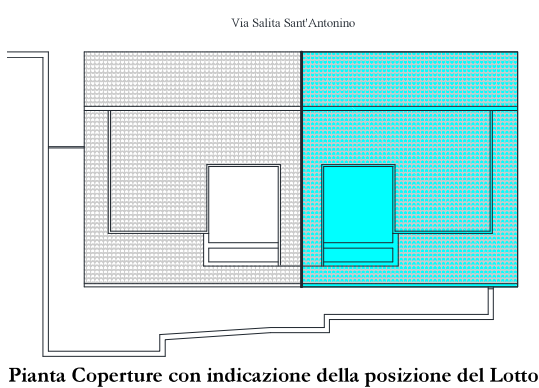 Via Salita Sant'Antonino
Pianta Coperture con indicazione della posizione del Lotto